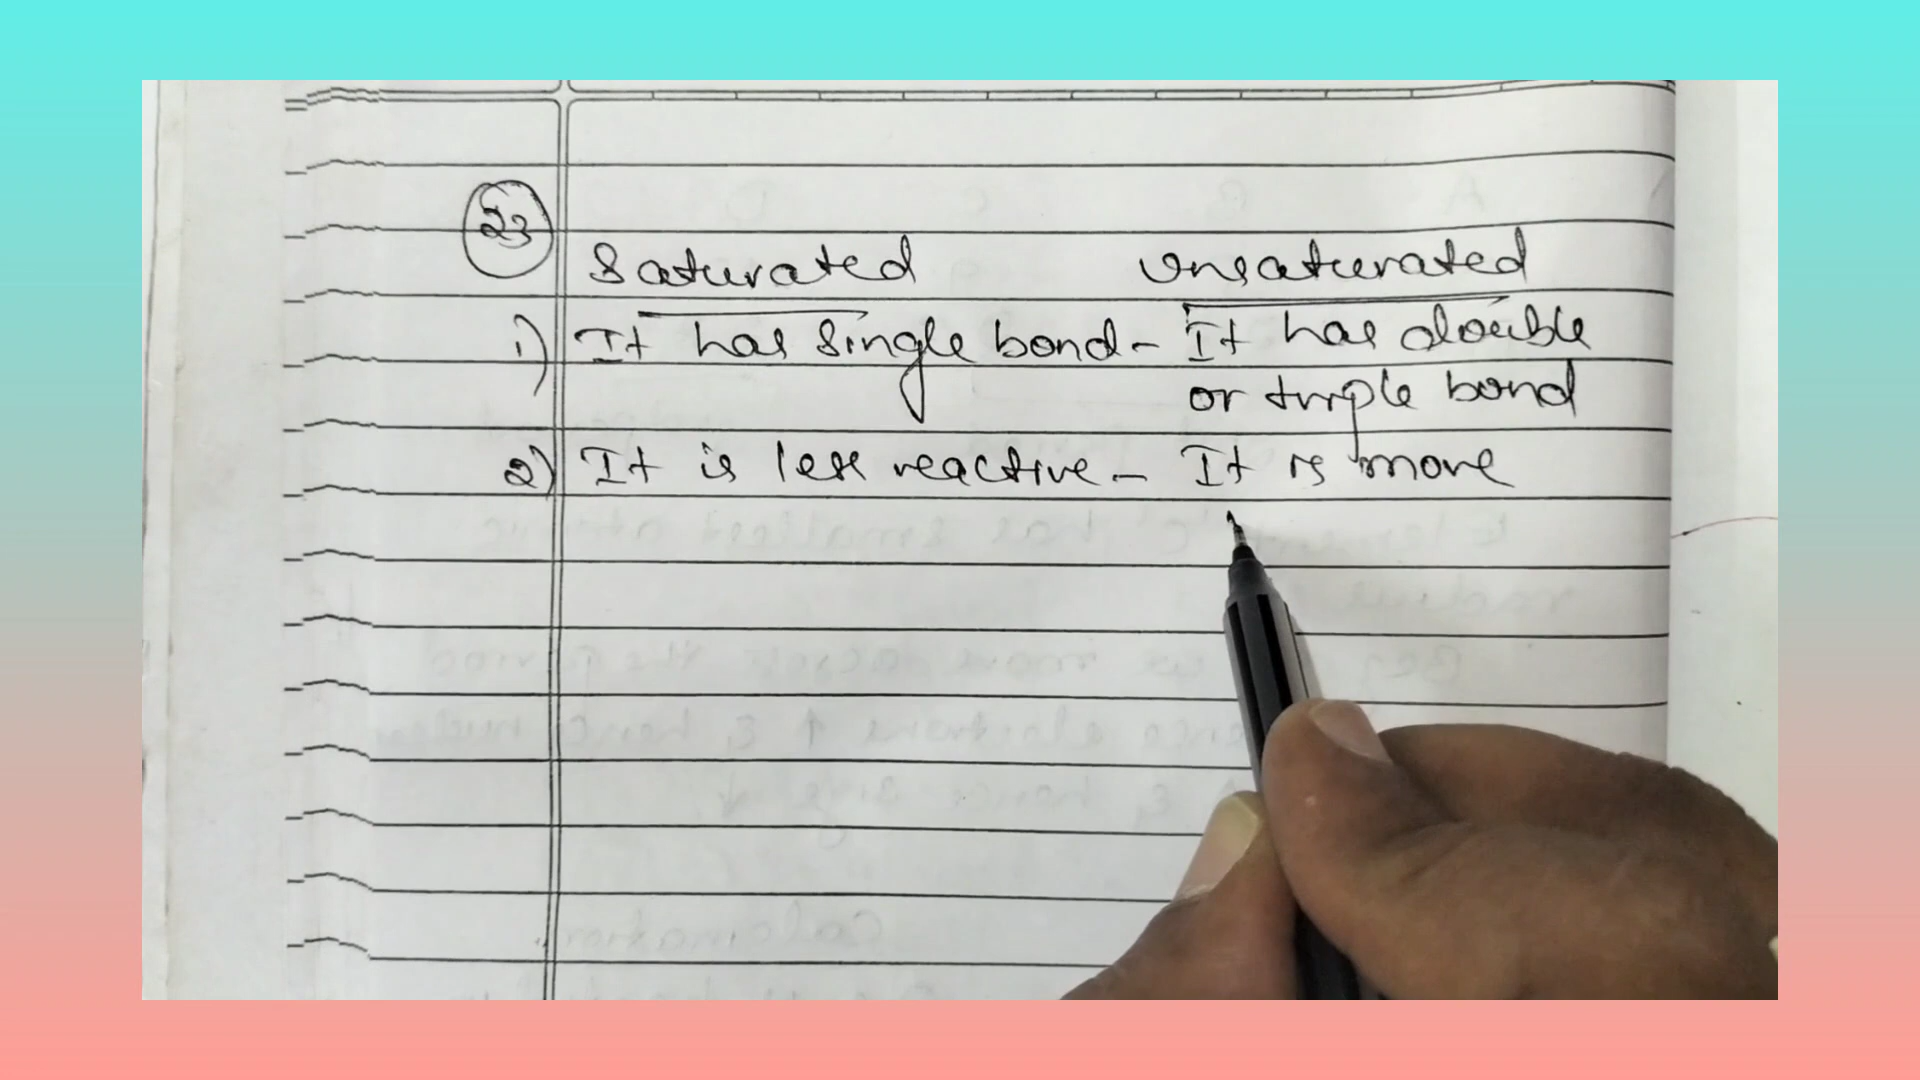 23
Saturated Unsaturated
1) It has single bond - It has double
or triple bond
2) It is less reactive - It is more